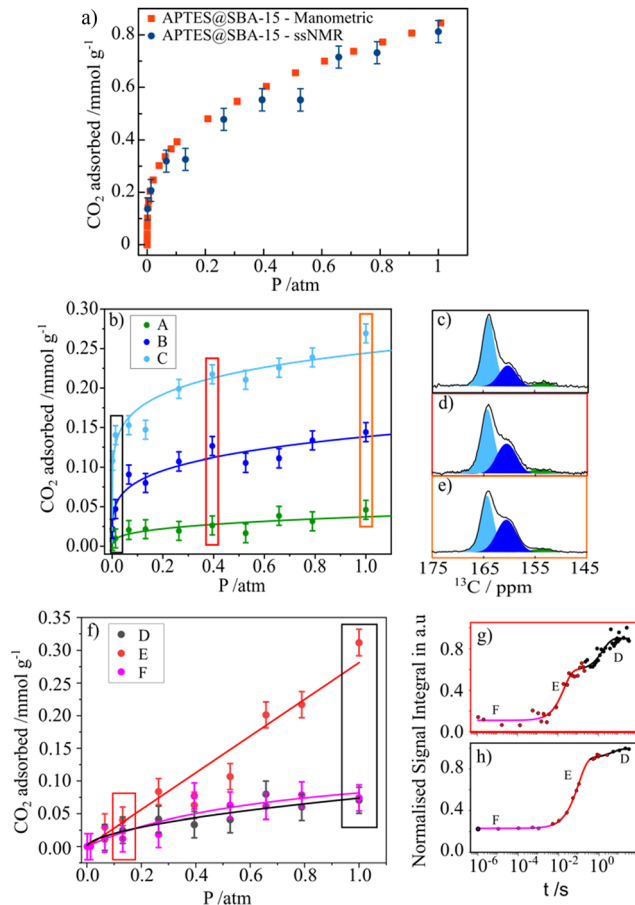 a)
APTES@SBA-15 - Manometric
APTES@SBA-15 - ssNMR
CO2 adsorbed /mmol g-1
0.8
0.6
0.4
0.2
0
0 0.2 0.4 0.6 0.8 1
P /atm
b)
A
B
C
CO2 adsorbed /mmol g-1
0.30
0.25
0.20
0.15
0.10
0.05
0.00
0.0 0.2 0.4 0.6 0.8 1.0
P /atm
c)
d)
e)
175 165 155 145
13C / ppm
f)
D
E
F
CO2 adsorbed /mmol g-1
0.35
0.30
0.25
0.20
0.15
0.10
0.05
0.00
0.0 0.2 0.4 0.6 0.8 1.0
P /atm
Normalised Signal Integral in a.u
g)
1.0
0.6
0.2
F
E
D
h)
1.0
0.6
0.2
F
E
D
10-6 10-4 10-2 100
t /s